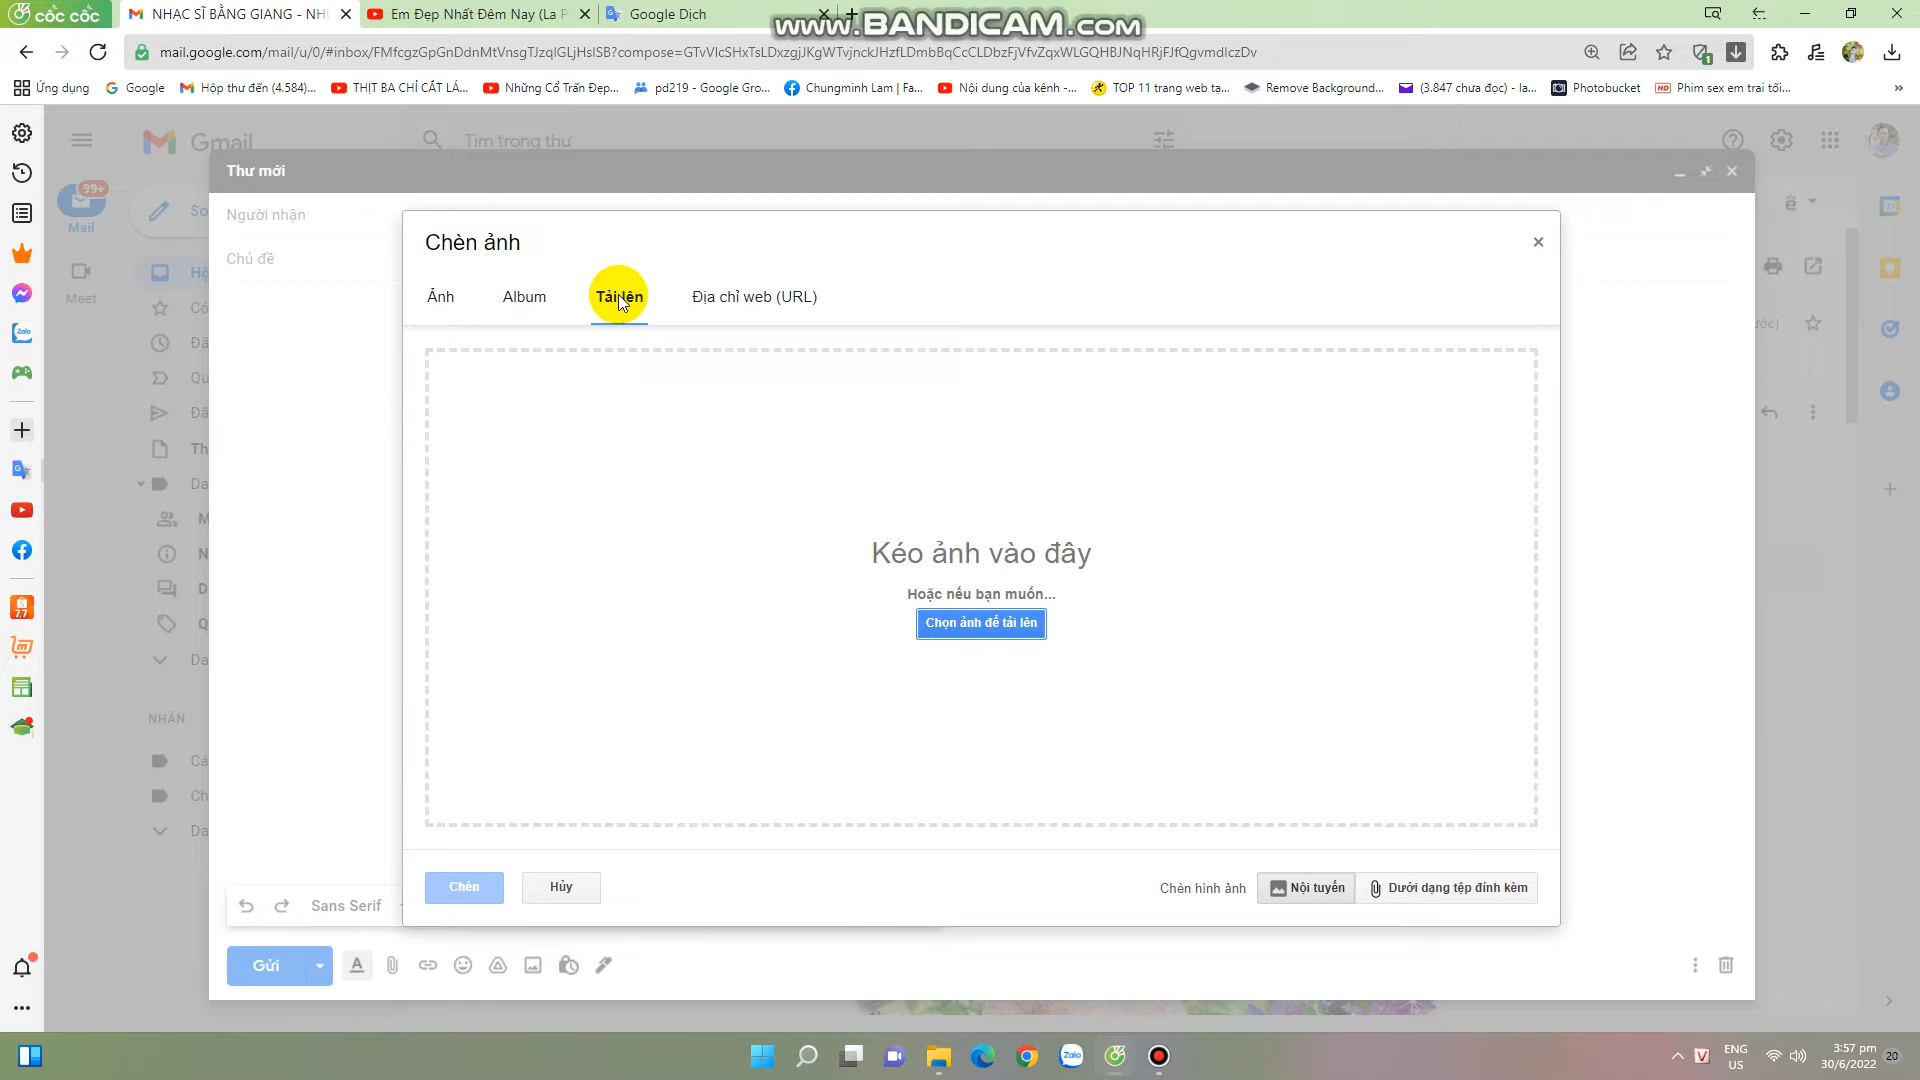 cốc cốc
NHẠC SĨ BẰNG GIANG - NHỮ
Em Đẹp Nhất Đêm Nay (La P
Google Dịch
www.BANDICAM.com
mail.google.com/mail/u/0/#inbox/FMfcgzGpGnDdnMtVnsgTJzqlGLjHslSB?compose=GTvVlcSHxTsLDxzgjJKgWTvjnckJHzfLDmbBqCcCLDbzFjVfvZqxWLGQHBJNqHRjFJfQgvmdlczDv
Ứng dụng
Google
Hộp thư đến (4.584)...
THỊT BA CHỈ CẮT LÁ...
Những Cổ Trấn Đẹp...
pd219 - Google Gro...
Chungminh Lam | Fa...
Nội dung của kênh -...
TOP 11 trang web tạ...
Remove Background...
(3.847 chưa đọc) - la...
Photobucket
Phim sex em trai tối...
Gmail
Tìm trong thư
99+
Mail
Meet
Thư mới
Người nhận
Chủ đề
Chèn ảnh
Ảnh
Album
Tải lên
Địa chỉ web (URL)
Kéo ảnh vào đây
Hoặc nếu bạn muốn...
Chọn ảnh để tải lên
Chèn
Hủy
Chèn hình ảnh
Nội tuyến
Dưới dạng tệp đính kèm
NHÃN
Sans Serif
Gửi
ENG
US
3:57 pm
30/6/2022
20